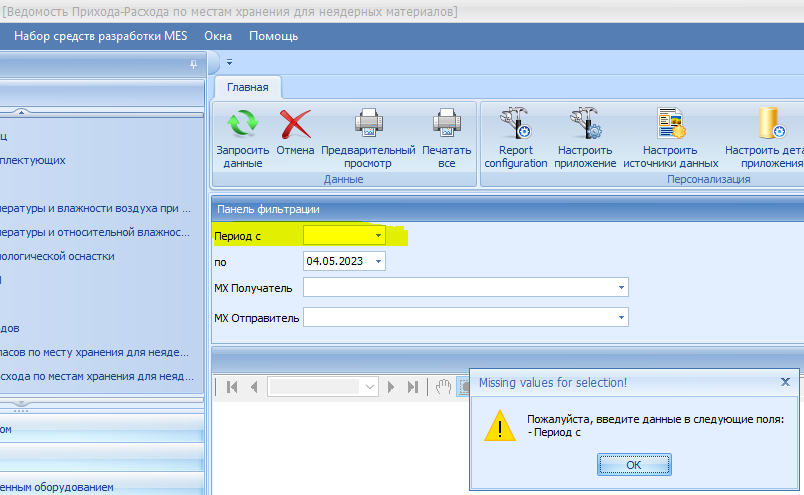 [Ведомость Прихода-Расхода по местам хранения для неядерных материалов]
Набор средств разработки MES Окна Помощь
Главная
Запросить данные
Отмена
Предварительный просмотр
Печатать все
Report configuration
Настроить приложение
Настроить источники данных
Настроить дета
приложения
Данные
Персонализация
плектующих
ературы и влажности воздуха при ...
ературы и относительной влажнос...
ологической оснастки
дов
асов по месту хранения для неяде...
схода по местам хранения для неяд...
ом
енным оборудованием
Панель фильтрации
Период с
по 04.05.2023
МХ Получатель
МХ Отправитель
Missing values for selection!
Пожалуйста, введите данные в следующие поля:
- Период с
OK